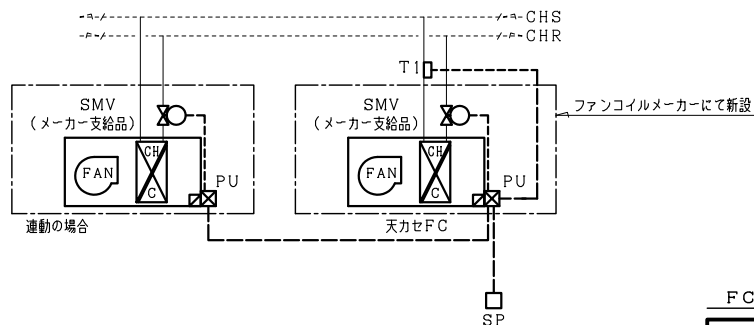 CHS
CHR
T1
SMV
(メーカー支給品)
SMV
(メーカー支給品)
ファンコイルメーカーにて新設
FAN
CH
C
PU
FAN
CH
C
PU
連動の場合
天カセFC
SP
FC